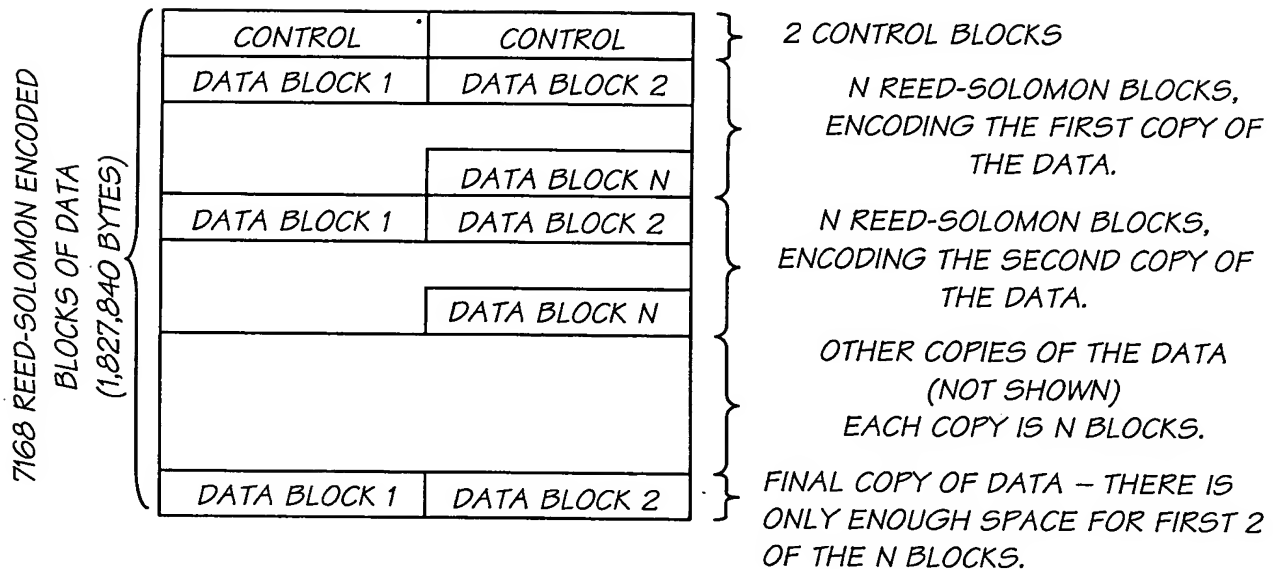 7168 REED-SOLOMON ENCODED
BLOCKS OF DATA
(1,827,840 BYTES)
CONTROL CONTROL
2 CONTROL BLOCKS
DATA BLOCK 1 DATA BLOCK 2
DATA BLOCK N
N REED-SOLOMON BLOCKS,
ENCODING THE FIRST COPY OF
THE DATA.
DATA BLOCK 1 DATA BLOCK 2
DATA BLOCK N
N REED-SOLOMON BLOCKS,
ENCODING THE SECOND COPY OF
THE DATA.
OTHER COPIES OF THE DATA
(NOT SHOWN)
EACH COPY IS N BLOCKS.
DATA BLOCK 1 DATA BLOCK 2
FINAL COPY OF DATA – THERE IS
ONLY ENOUGH SPACE FOR FIRST 2
OF THE N BLOCKS.